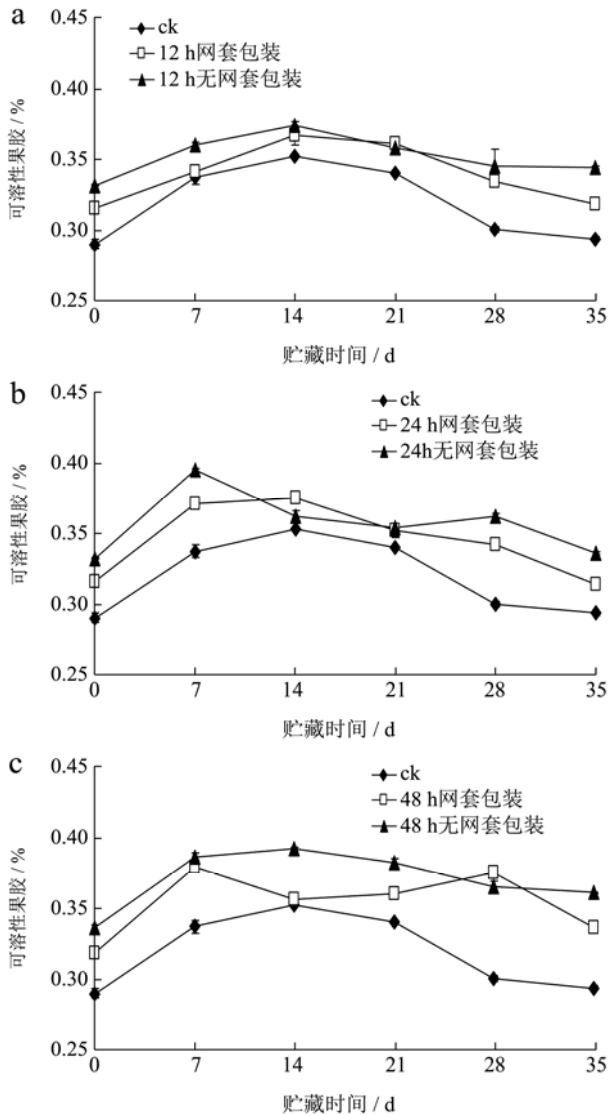 a
0.45
0.40
0.35
0.30
0.25
可溶性果胶 / %
ck
12 h网套包装
12 h无网套包装
0 7 14 21 28 35
贮藏时间 / d
b
0.45
0.40
0.35
0.30
0.25
可溶性果胶 / %
ck
24 h网套包装
24h无网套包装
0 7 14 21 28 35
贮藏时间 / d
c
0.45
0.40
0.35
0.30
0.25
可溶性果胶 / %
ck
48 h网套包装
48 h无网套包装
0 7 14 21 28 35
贮藏时间 / d